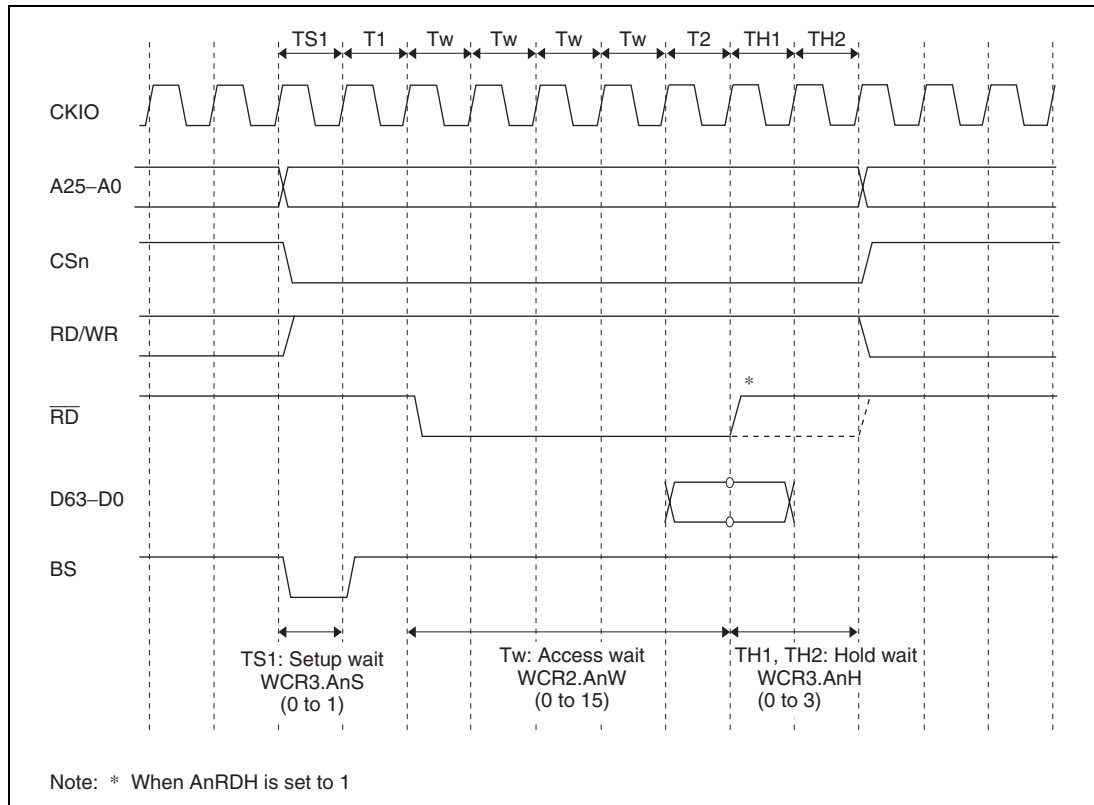 TS1 T1 Tw Tw Tw Tw T2 TH1 TH2
CKIO
A25–A0
CSn
RD/WR
*
RD
D63–D0
BS
TS1: Setup wait
WCR3.AnS
(0 to 1)
Tw: Access wait
WCR2.AnW
(0 to 15)
TH1, TH2: Hold wait
WCR3.AnH
(0 to 3)
Note: * When AnRDH is set to 1